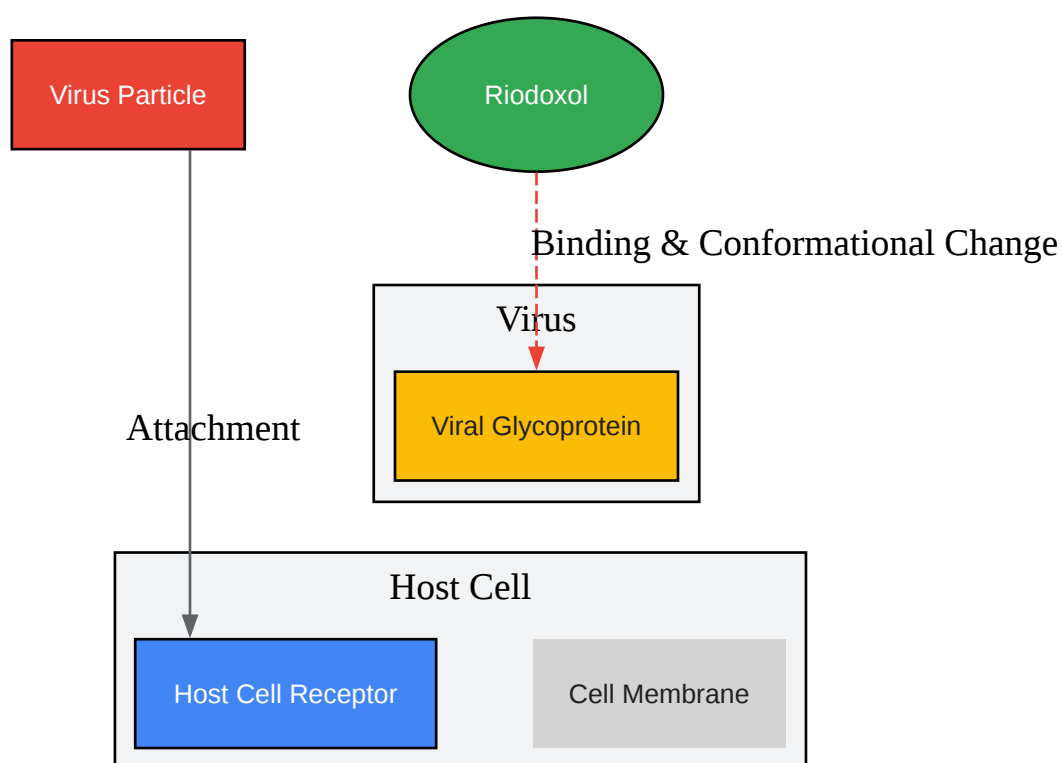 Virus Particle
Riodoxol
Binding & Conformational Change
Virus
Viral Glycoprotein
Attachment
Host Cell
Host Cell Receptor
Cell Membrane